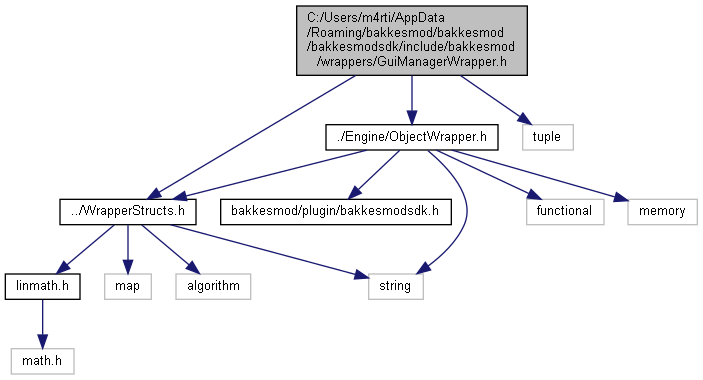 C:/Users/m4rti/AppData
/Roaming/bakkesmod/bakkesmod
/bakkesmodsdk/include/bakkesmod
/wrappers/GuiManagerWrapper.h
./Engine/ObjectWrapper.h
tuple
../WrapperStructs.h
bakkesmod/plugin/bakkesmodsdk.h
functional
memory
linmath.h
map
algorithm
string
math.h